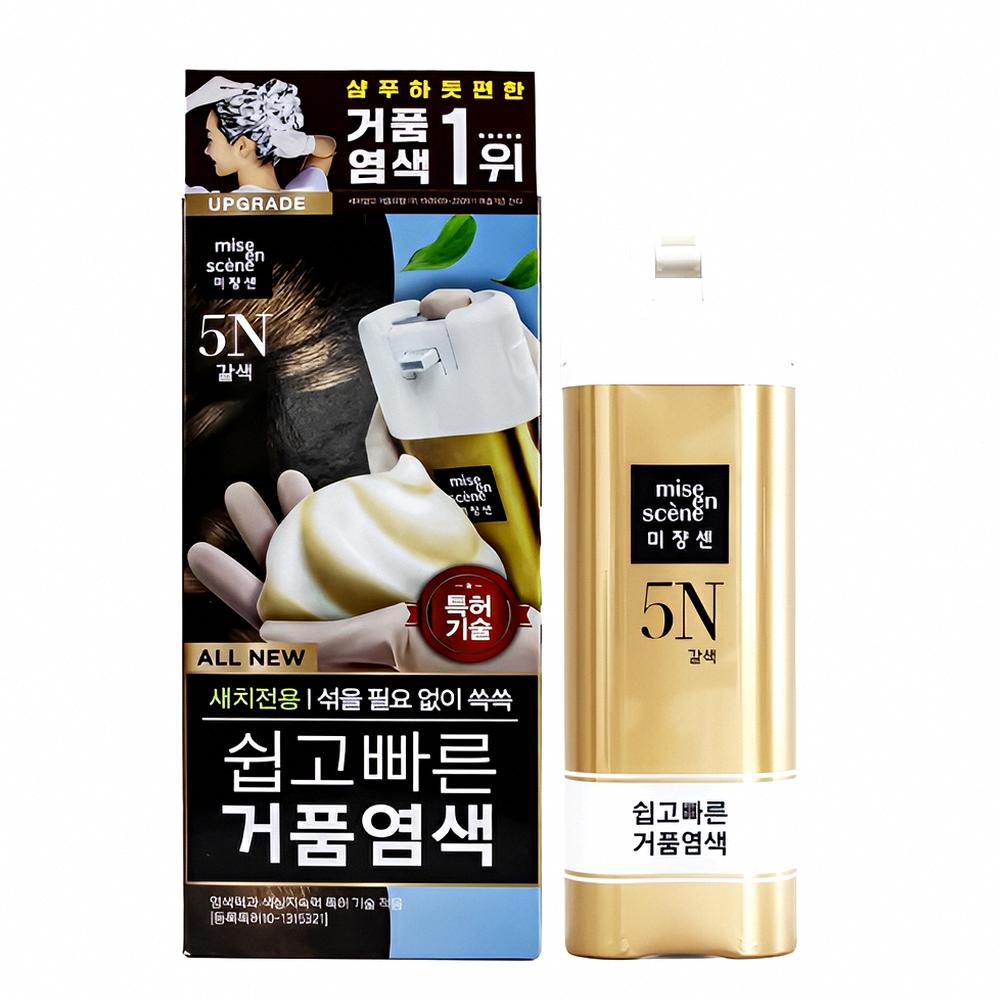 샴푸하듯편한
거품
염색
1위
UPGRADE
mise
en
scène
미쟝센
5N
갈색
mise
en
scène
특허
기술
ALL NEW
새치전용 | 섞을 필요 없이 쓱쓱
쉽고빠른
거품염색
mise
en
scène
미쟝센
5N
갈색
쉽고빠른
거품염색